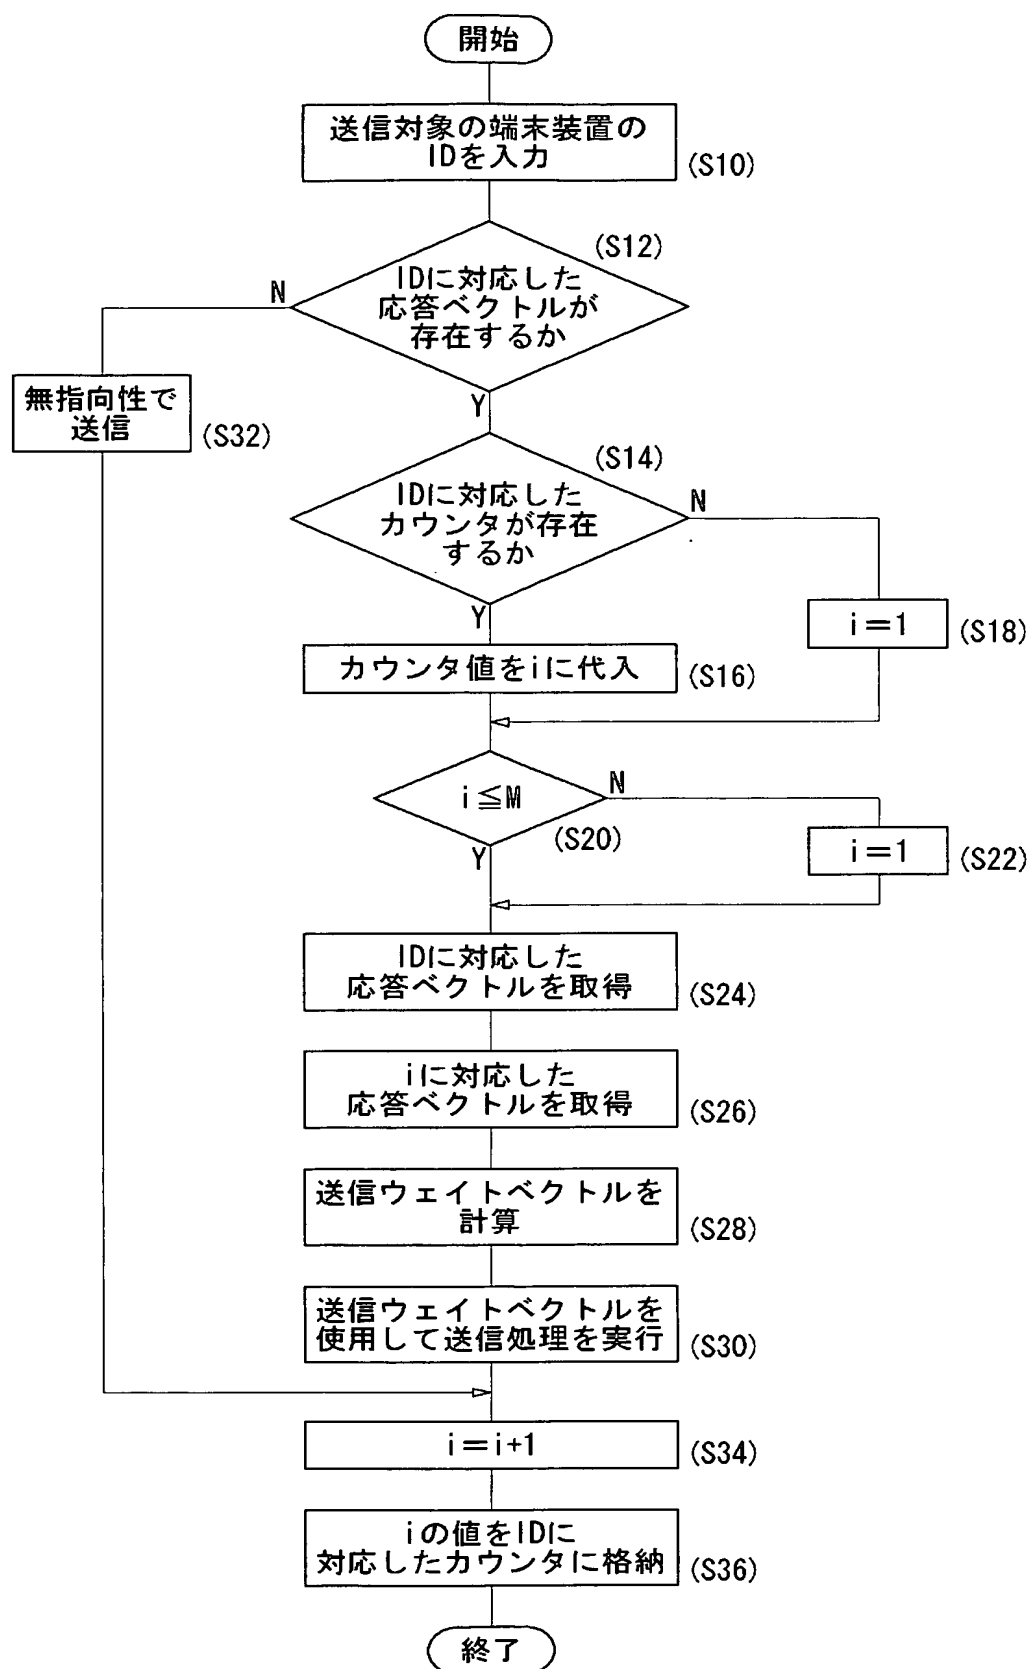 開始
送信対象の端末装置の
IDを入力
(S10)
(S12)
IDに対応した
応答ベクトルが
存在するか
N
Y
無指向性で
送信
(S32)
(S14)
IDに対応した
カウンタが存在
するか
N
Y
i=1
(S18)
カウンタ値をiに代入
(S16)
i≦M
N
(S20)
Y
i=1
(S22)
IDに対応した
応答ベクトルを取得
(S24)
iに対応した
応答ベクトルを取得
(S26)
送信ウェイトベクトルを
計算
(S28)
送信ウェイトベクトルを
使用して送信処理を実行
(S30)
i=i+1
(S34)
iの値をIDに
対応したカウンタに格納
(S36)
終了